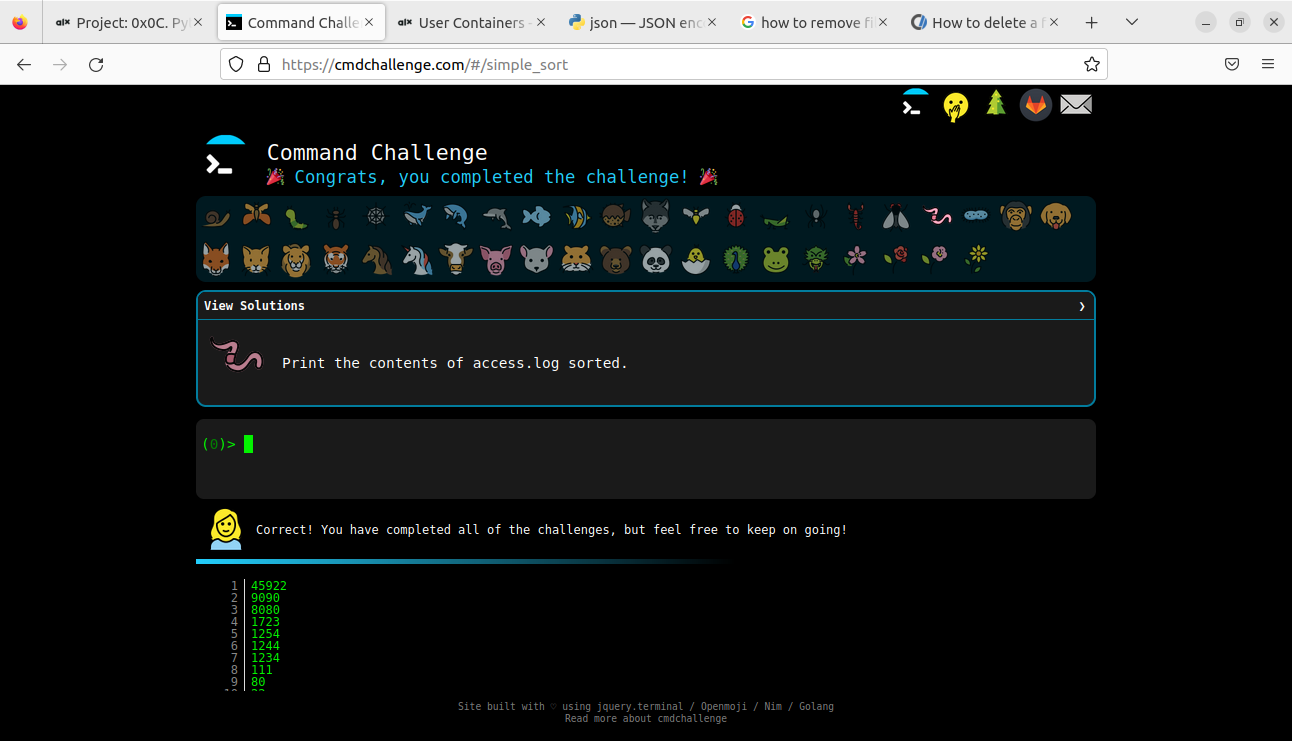 Project: 0x0C. Py
Command Challe
User Containers
json — JSON enc
how to remove fi
How to delete a f
https://cmdchallenge.com/#/simple_sort
Command Challenge
Congrats, you completed the challenge!
View Solutions
Print the contents of access.log sorted.
(0)>
Correct! You have completed all of the challenges, but feel free to keep on going!
1 45922
2 9090
3 8080
4 1723
5 1254
6 1244
7 1234
8 111
9 80
Site built with ♡ using jquery.terminal / Openmoji / Nim / Golang
Read more about cmdchallenge